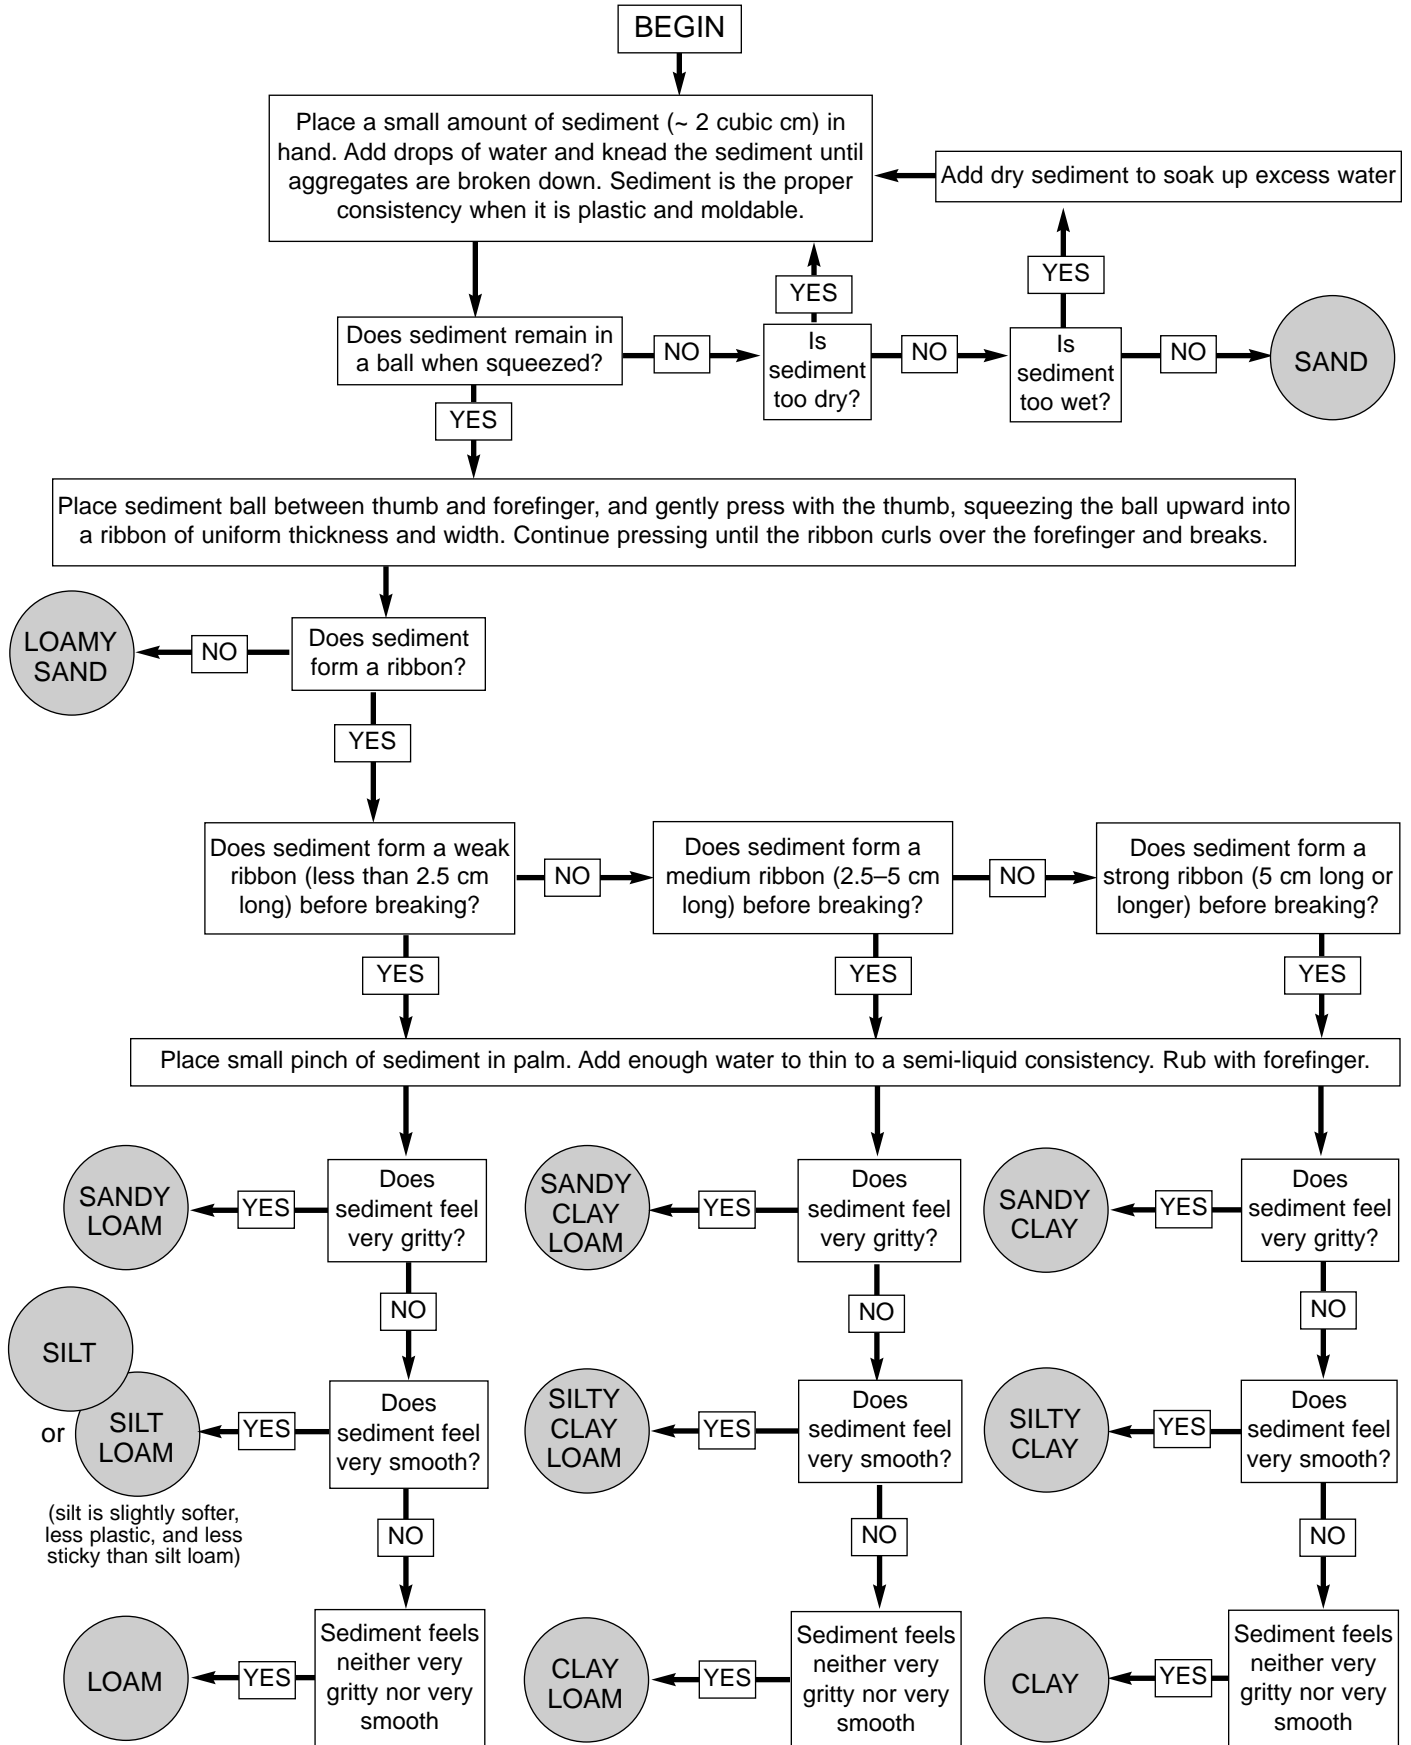 BEGIN
Place a small amount of sediment (~ 2 cubic cm) in
hand. Add drops of water and knead the sediment until
aggregates are broken down. Sediment is the proper
consistency when it is plastic and moldable.
Add dry sediment to soak up excess water
YES
YES
Does sediment remain in
a ball when squeezed?
NO
Is
sediment
too dry?
NO
Is
sediment
too wet?
NO
SAND
YES
Place sediment ball between thumb and forefinger, and gently press with the thumb, squeezing the ball upward into
a ribbon of uniform thickness and width. Continue pressing until the ribbon curls over the forefinger and breaks.
LOAMY
SAND
NO
Does sediment
form a ribbon?
YES
Does sediment form a weak
ribbon (less than 2.5 cm
long) before breaking?
NO
Does sediment form a
medium ribbon (2.5–5 cm
long) before breaking?
NO
Does sediment form a
strong ribbon (5 cm long or
longer) before breaking?
YES
YES
YES
Place small pinch of sediment in palm. Add enough water to thin to a semi-liquid consistency. Rub with forefinger.
SANDY
LOAM
YES
Does
sediment feel
very gritty?
SANDY
CLAY
LOAM
YES
Does
sediment feel
very gritty?
SANDY
CLAY
YES
Does
sediment feel
very gritty?
NO
NO
NO
SILT
or
SILT
LOAM
YES
Does
sediment feel
very smooth?
SILTY
CLAY
LOAM
YES
Does
sediment feel
very smooth?
SILTY
CLAY
YES
Does
sediment feel
very smooth?
(silt is slightly softer,
less plastic, and less
sticky than silt loam)
NO
NO
NO
LOAM
YES
Sediment feels
neither very
gritty nor very
smooth
CLAY
LOAM
YES
Sediment feels
neither very
gritty nor very
smooth
CLAY
YES
Sediment feels
neither very
gritty nor very
smooth